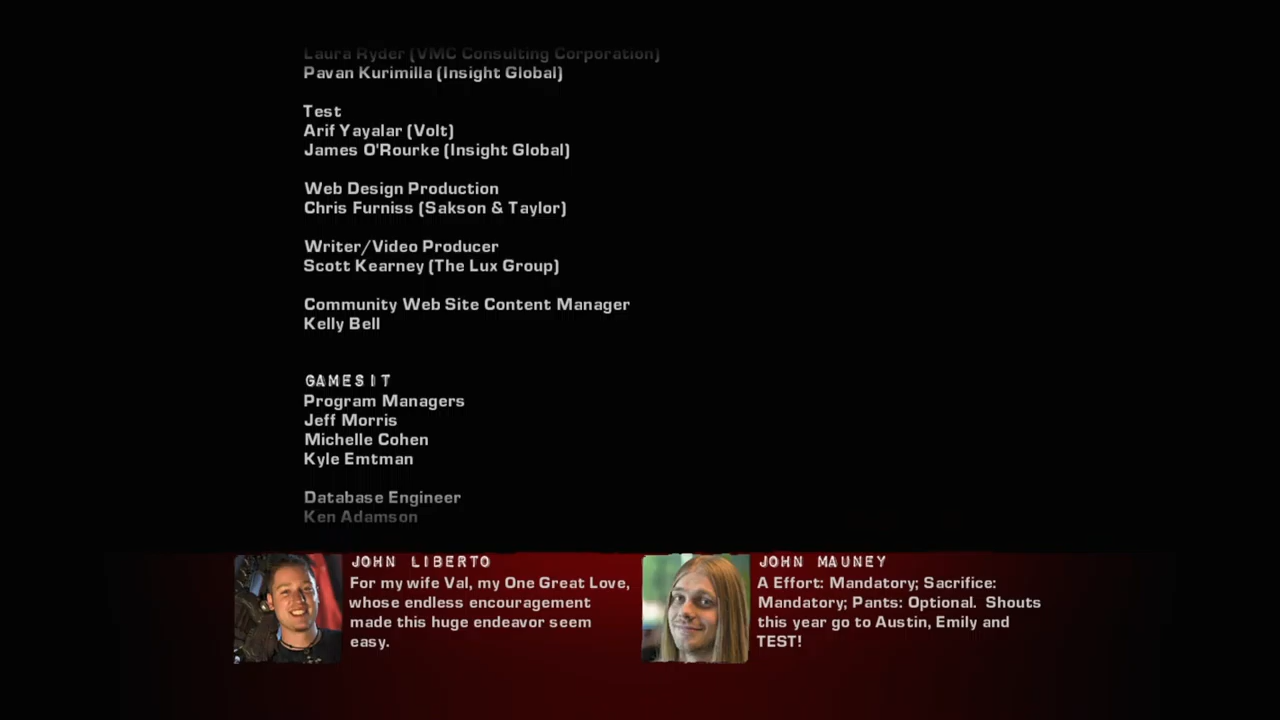 Laura Ryder (VMC Consulting Corporation)
Pavan Kurimilla (Insight Global)
Test
Arif Yayalar (Volt)
James O'Rourke (Insight Global)
Web Design Production
Chris Furniss (Sakson & Taylor)
Writer/Video Producer
Scott Kearney (The Lux Group)
Community Web Site Content Manager
Kelly Bell
GAMES IT
Program Managers
Jeff Morris
Michelle Cohen
Kyle Emtman
Database Engineer
Ken Adamson
JOHN LIBERTO
For my wife Val, my One Great Love,
whose endless encouragement
made this huge endeavor seem
easy.
JOHN MAUNEY
A Effort: Mandatory; Sacrifice:
Mandatory; Pants: Optional. Shouts
this year go to Austin, Emily and
TEST!